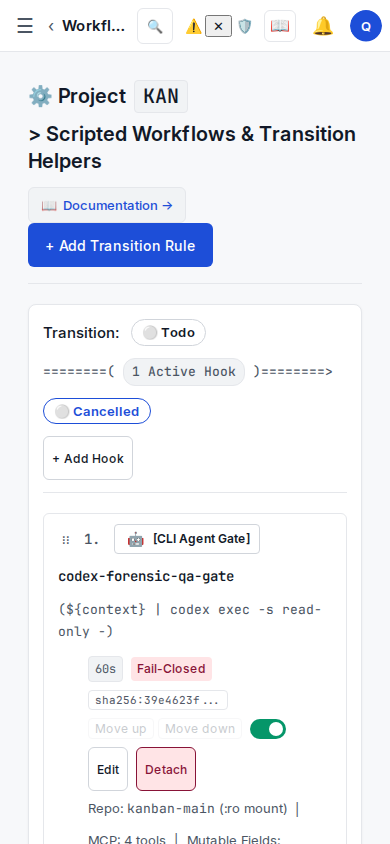 ☰ ‹ Workfl... 🔍 ⚠️ ✕ 🛡️ 📖 🔔 Q
⚙️ Project KAN
> Scripted Workflows & Transition
Helpers
📖 Documentation →
+ Add Transition Rule
Transition: ⚪ Todo
========( 1 Active Hook )========>
⚪ Cancelled
+ Add Hook
⠿ 1. 🤖 [CLI Agent Gate]
codex-forensic-qa-gate
(${context} | codex exec -s read-
only -)
60s Fail-Closed
sha256:39e4623f...
Move up Move down
Edit Detach
Repo: kanban-main (:ro mount) |
MCP: 4 tools | Mutable Fields: